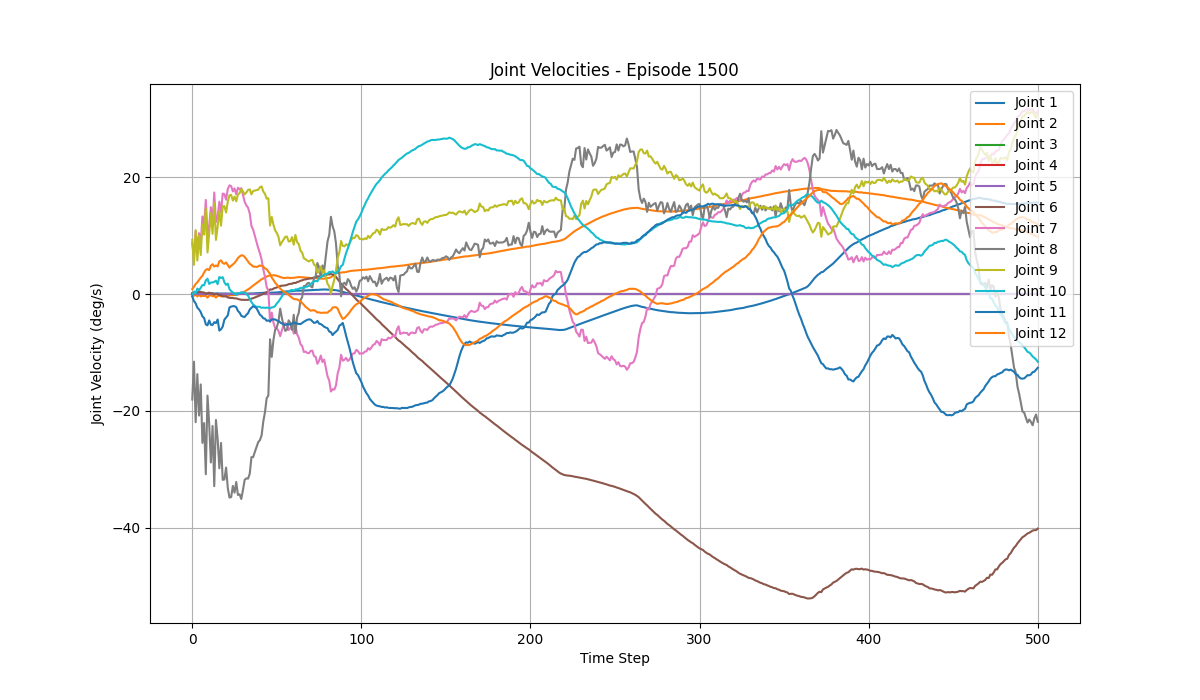 Joint Velocities - Episode 1500
Joint Velocity (deg/s)
20
0
−20
−40
0 100 200 300 400 500
Time Step
Joint 1
Joint 2
Joint 3
Joint 4
Joint 5
Joint 6
Joint 7
Joint 8
Joint 9
Joint 10
Joint 11
Joint 12